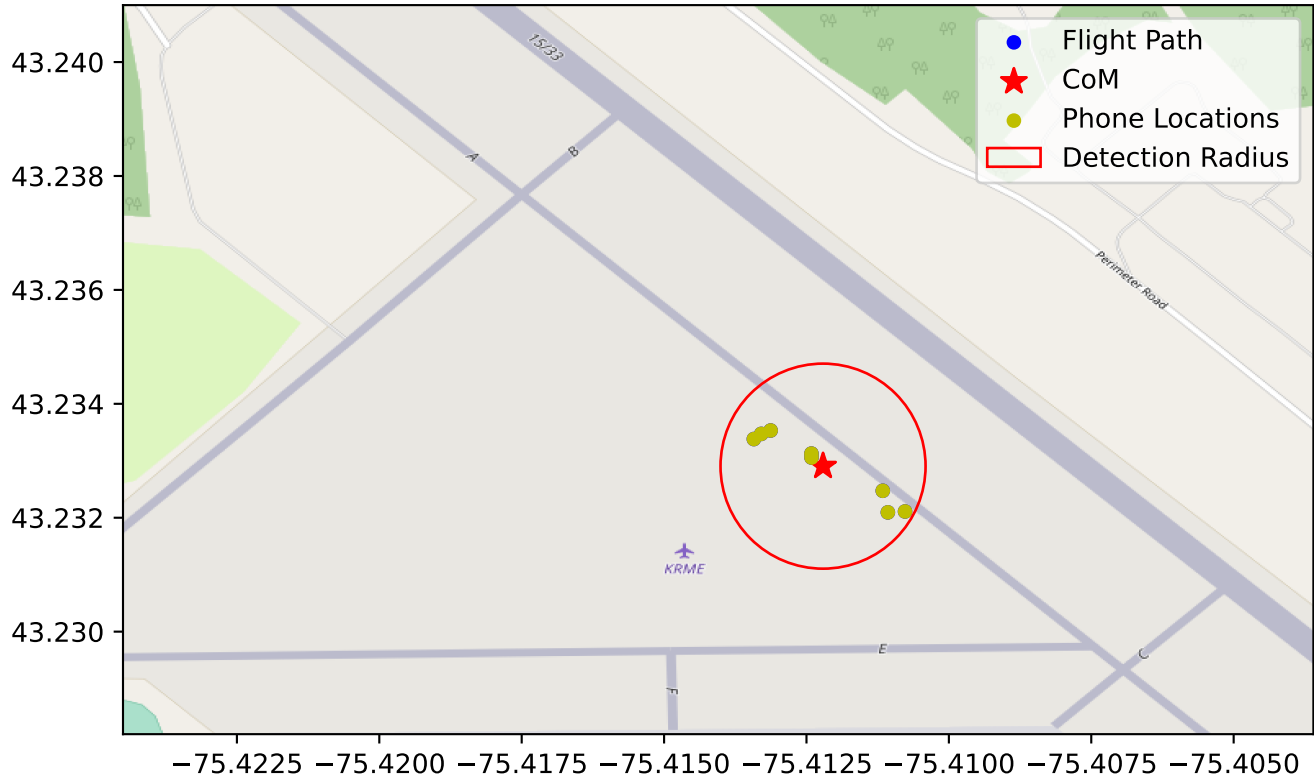 43.240
43.238
43.236
43.234
43.232
43.230
15/33
A
B
Perimeter Road
KRME
E
F
C
Flight Path
CoM
Phone Locations
Detection Radius
−75.4225 −75.4200 −75.4175 −75.4150 −75.4125 −75.4100 −75.4075 −75.4050